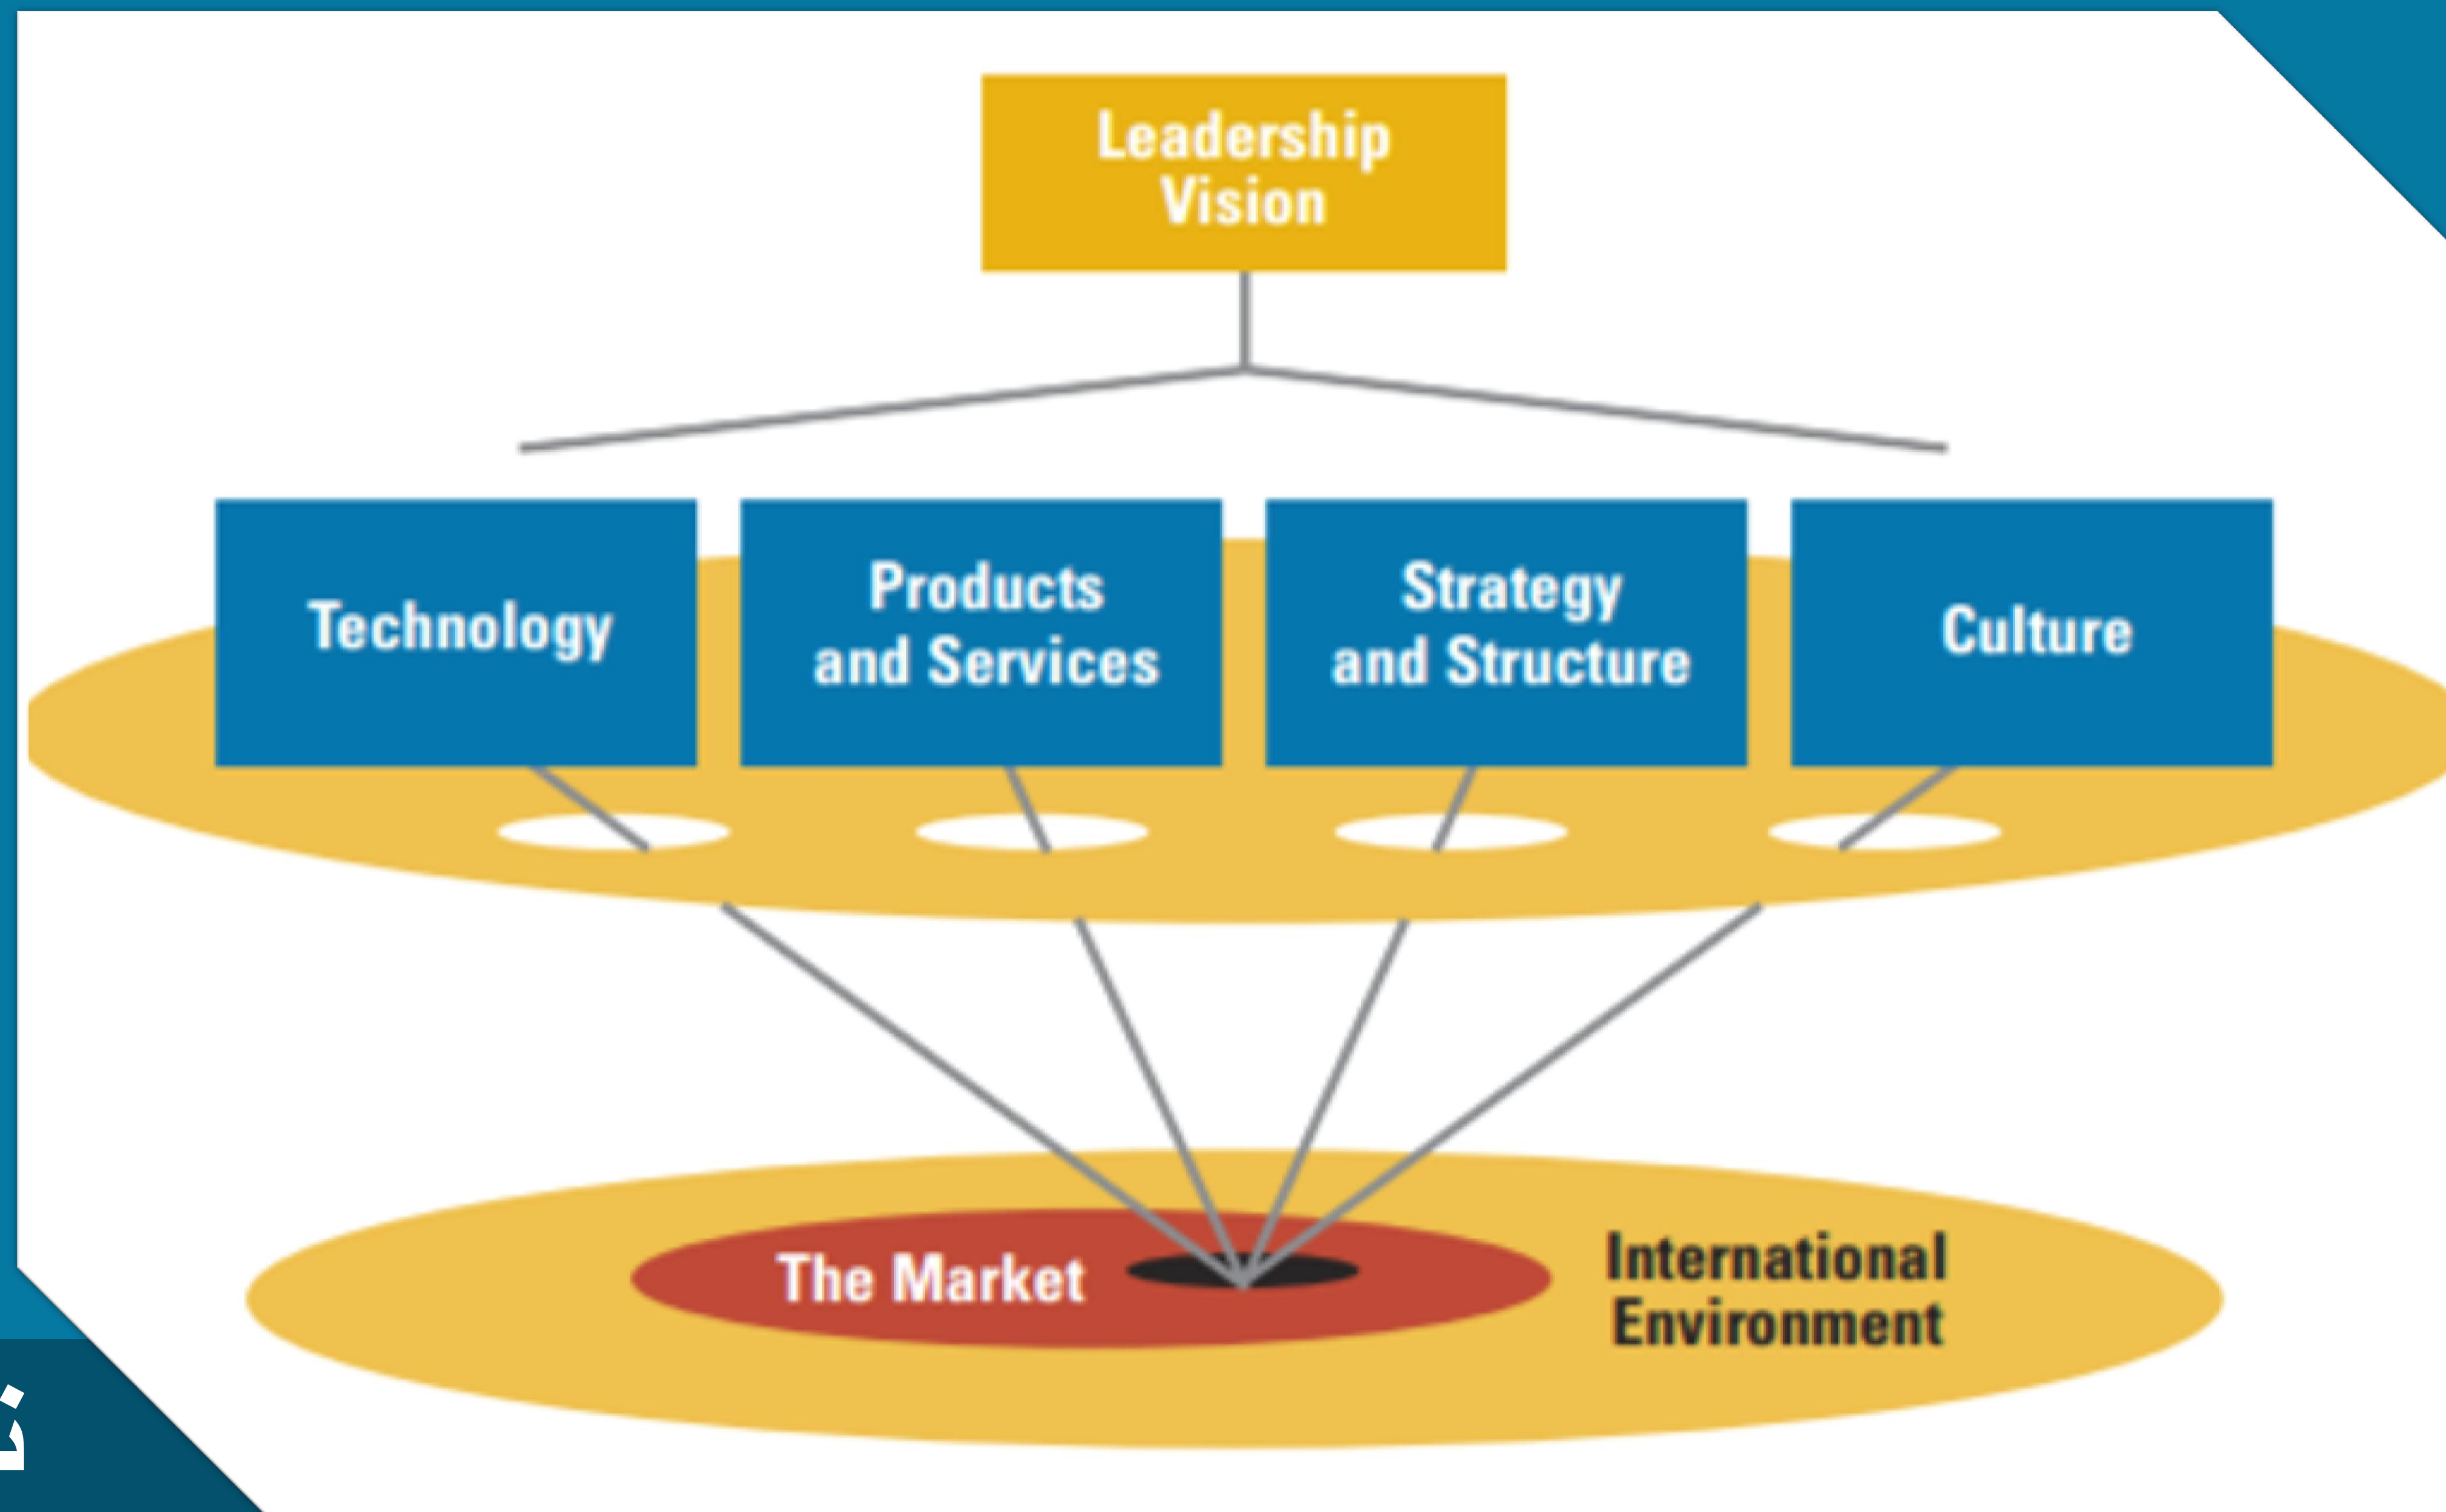 Leadership
Vision
Technology
Products
and Services
Strategy
and Structure
Culture
The Market
International
Environment